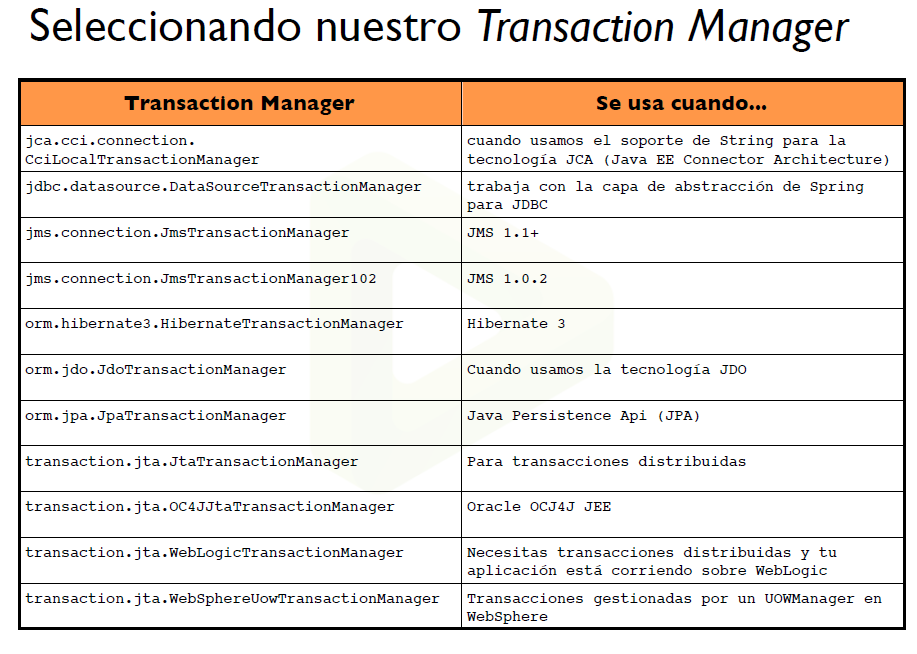 Seleccionando nuestro Transaction Manager
Transaction Manager
Se usa cuando...
jca.cci.connection.
CciLocalTransactionManager
cuando usamos el soporte de String para la
tecnología JCA (Java EE Connector Architecture)
jdbc.datasource.DataSourceTransactionManager
trabaja con la capa de abstracción de Spring
para JDBC
jms.connection.JmsTransactionManager
JMS 1.1+
jms.connection.JmsTransactionManager102
JMS 1.0.2
orm.hibernate3.HibernateTransactionManager
Hibernate 3
orm.jdo.JdoTransactionManager
Cuando usamos la tecnología JDO
orm.jpa.JpaTransactionManager
Java Persistence Api (JPA)
transaction.jta.JtaTransactionManager
Para transacciones distribuidas
transaction.jta.OC4JJtaTransactionManager
Oracle OCJ4J JEE
transaction.jta.WebLogicTransactionManager
Necesitas transacciones distribuidas y tu
aplicación está corriendo sobre WebLogic
transaction.jta.WebSphereUowTransactionManager
Transacciones gestionadas por un UOWManager en
WebSphere